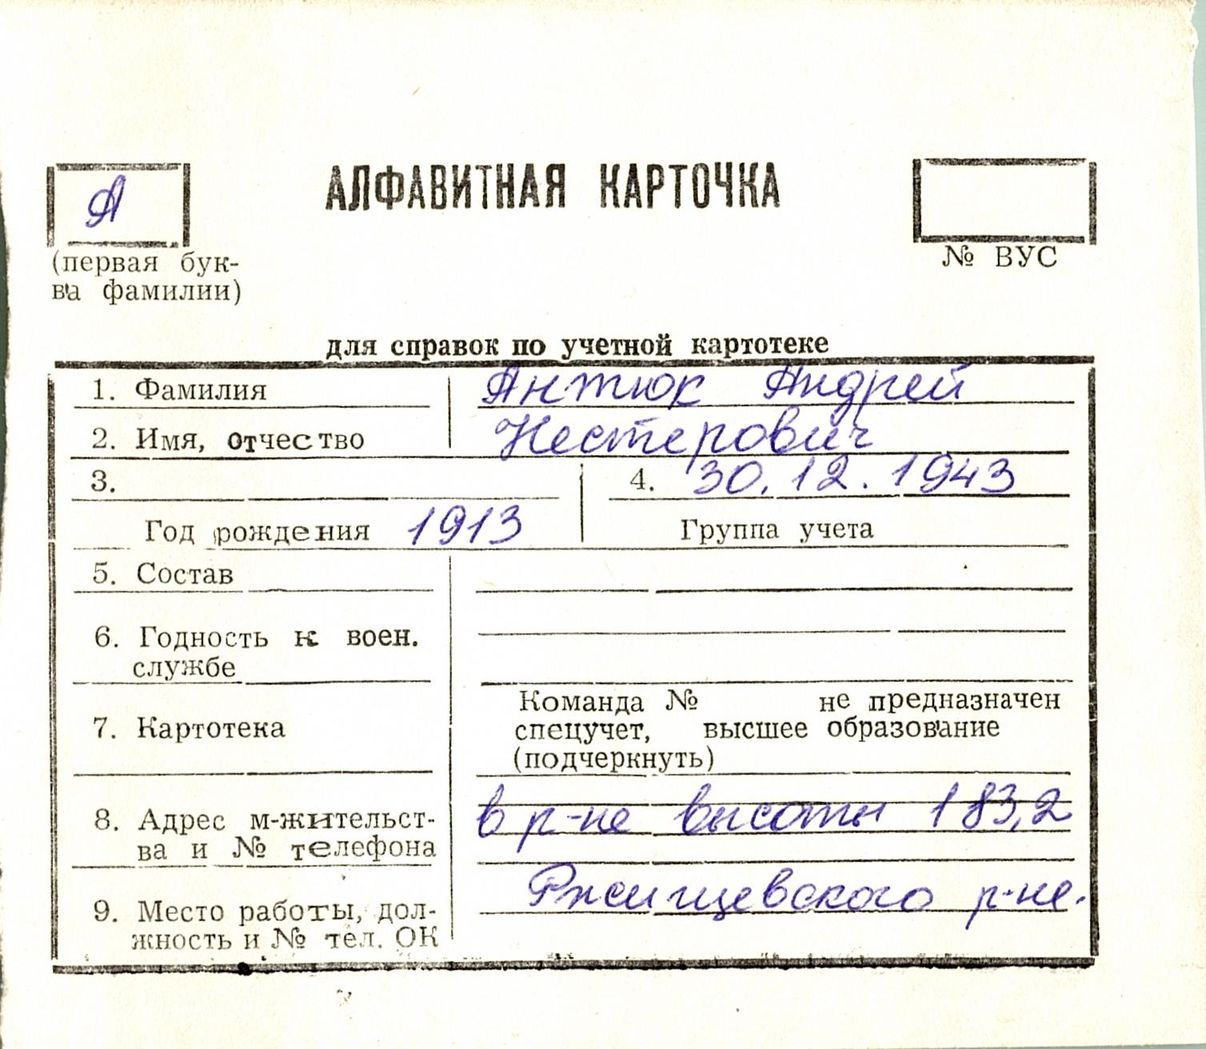 А
АЛФАВИТНАЯ КАРТОЧКА
(первая бук-
ва фамилии)
№ ВУС
для справок по учетной картотеке
1. Фамилия Антюк Андрей
2. Имя, отчество Нестерович
3. 4. 30.12.1943
Год рождения 1913 Группа учета
5. Состав
6. Годность к воен.
службе
Команда № не предназначен
7. Картотека спецучет, высшее образование
(подчеркнуть)
8. Адрес м-жительст- в р-не высоты 183,2
ва и № телефона
Ржищевского р-не.
9. Место работы, дол-
жность и № тел. ОК